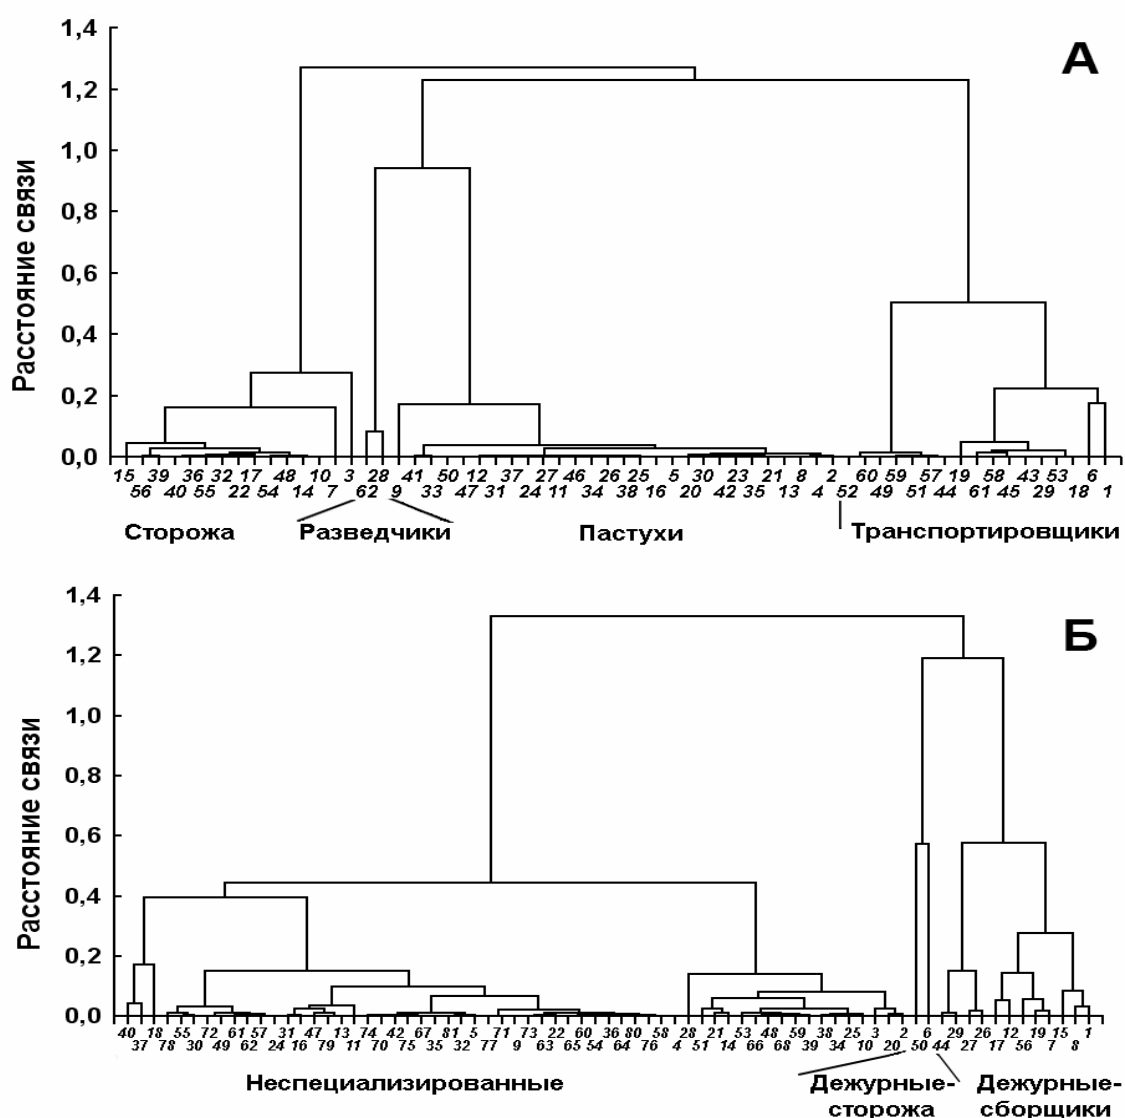 1,4
А
1,2
1,0
0,8
0,6
0,4
0,2
0,0
Расстояние связи
15 39 36 32 17 48 10 3 28 41 50 12 37 27 46 26 25 5 30 23 21 8 2 60 59 57 19 58 43 53 6
56 40 55 22 54 14 7 62 9 33 47 31 24 11 34 38 16 20 42 35 13 4 52 49 51 44 61 45 29 18 1
Сторожа Разведчики Пастухи Транспортировщики
1,4
Б
1,2
1,0
0,8
0,6
0,4
0,2
0,0
Расстояние связи
40 18 55 72 61 57 31 47 13 74 42 67 81 5 71 73 22 60 36 80 58 28 21 53 48 59 38 25 3 2 6 29 26 12 19 15 1
37 78 30 49 62 24 16 79 11 70 75 35 32 77 9 63 65 54 64 76 4 51 14 66 68 39 34 10 20 50 44 27 17 56 7 8
Неспециализированные Дежурные-сторожа Дежурные-сборщики